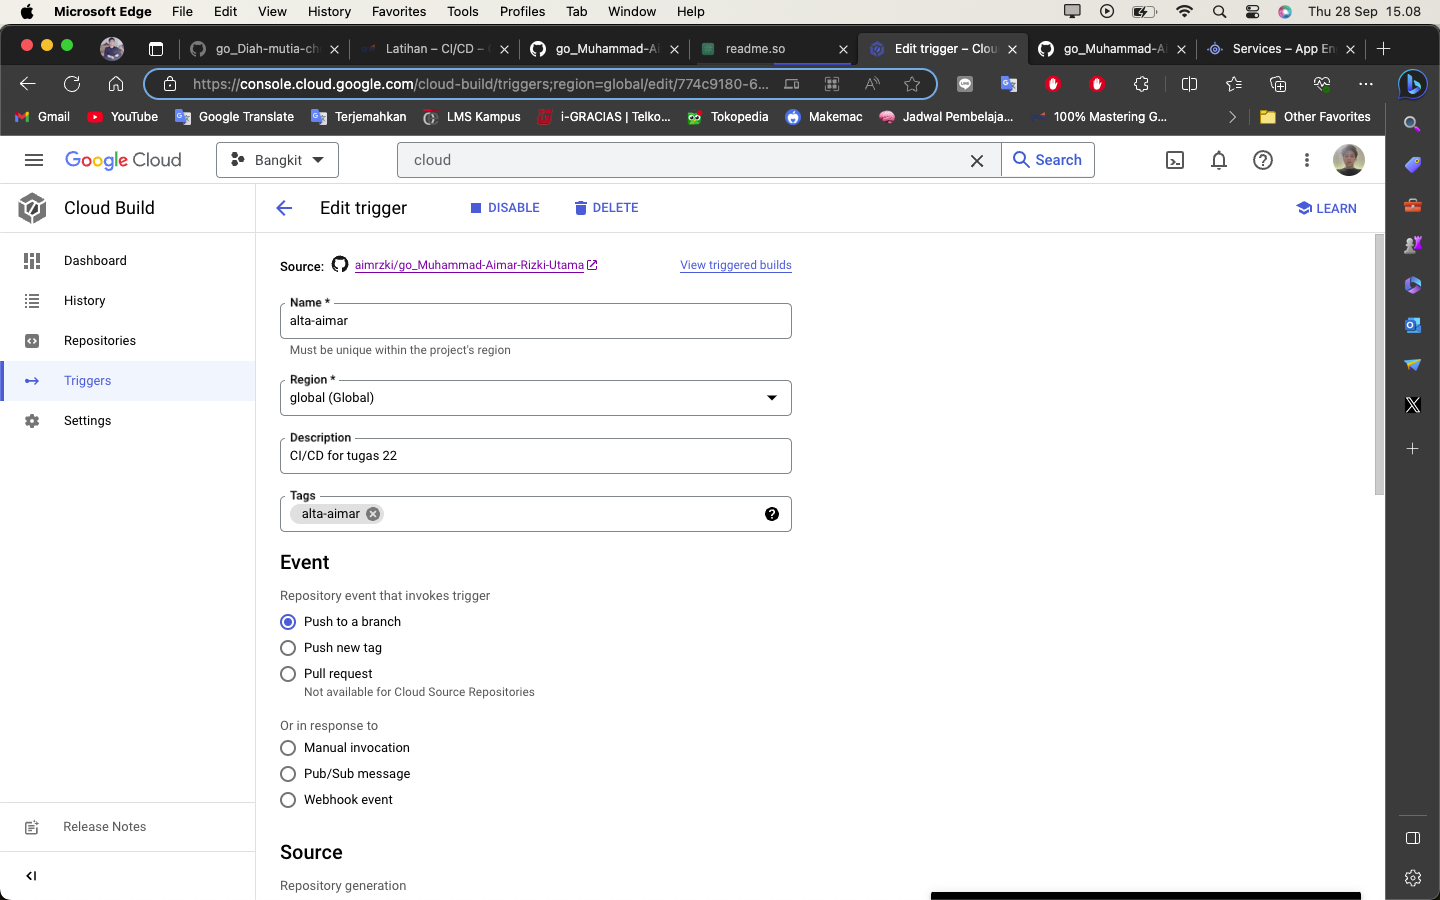 Microsoft Edge File Edit View History Favorites Tools Profiles Tab Window Help Thu 28 Sep 15.08
go_Diah-mutia-ch Latihan – CI/CD – go_Muhammad-Ai readme.so Edit trigger – Clou go_Muhammad-Ai Services – App En
https://console.cloud.google.com/cloud-build/triggers;region=global/edit/774c9180-6...
Gmail YouTube Google Translate Terjemahkan LMS Kampus i-GRACIAS | Telko... Tokopedia Makemac Jadwal Pembelaja... 100% Mastering G... Other Favorites
Google Cloud Bangkit cloud Search
Cloud Build
Edit trigger DISABLE DELETE LEARN
Dashboard
History
Repositories
Triggers
Settings
Release Notes
Source: aimrzki/go_Muhammad-Aimar-Rizki-Utama View triggered builds
Name *
alta-aimar
Must be unique within the project's region
Region *
global (Global)
Description
CI/CD for tugas 22
Tags
alta-aimar
Event
Repository event that invokes trigger
Push to a branch
Push new tag
Pull request
Not available for Cloud Source Repositories
Or in response to
Manual invocation
Pub/Sub message
Webhook event
Source
Repository generation